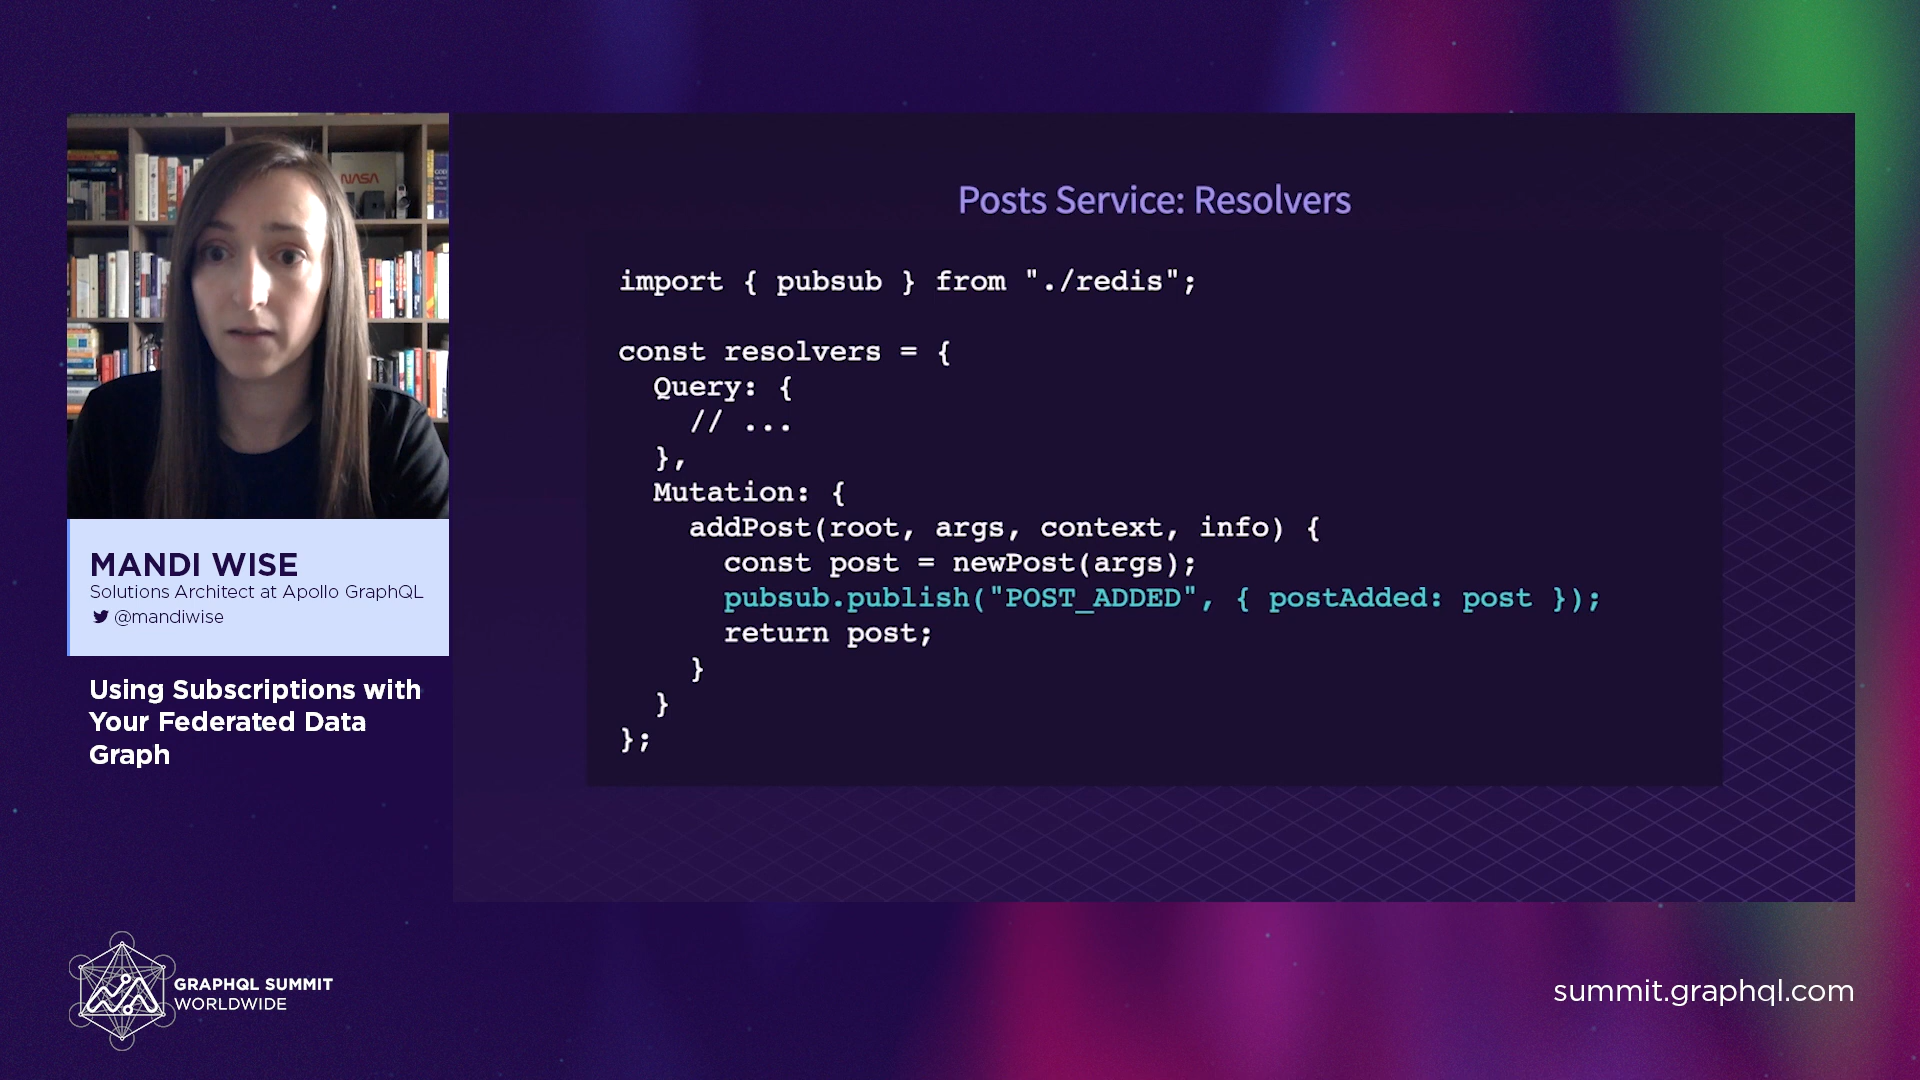 NASA
MANDI WISE
Solutions Architect at Apollo GraphQL
@mandiwise
Using Subscriptions with
Your Federated Data
Graph
Posts Service: Resolvers
import { pubsub } from "./redis";
const resolvers = {
Query: {
// ...
},
Mutation: {
addPost(root, args, context, info) {
const post = newPost(args);
pubsub.publish("POST_ADDED", { postAdded: post });
return post;
}
}
};
GRAPHQL SUMMIT
WORLDWIDE
summit.graphql.com